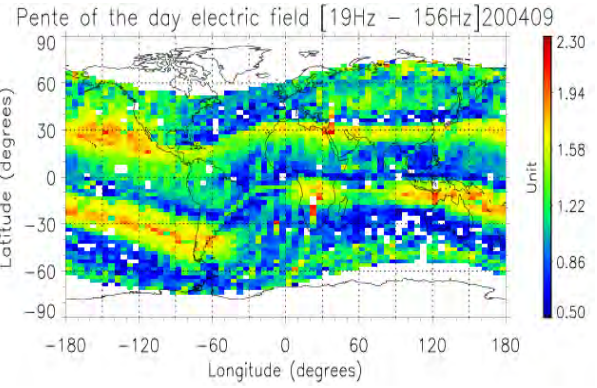 Pente of the day electric field [19Hz – 156Hz]200409
90
60
30
0
−30
−60
−90
Latitude (degrees)
−180 −120 −60 0 60 120 180
Longitude (degrees)
2.30
1.94
1.58
1.22
0.86
0.50
Unit